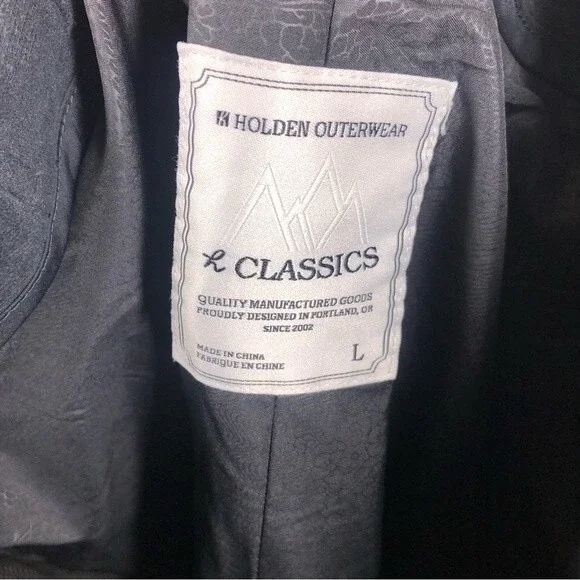 HOLDEN OUTERWEAR
h CLASSICS
QUALITY MANUFACTURED GOODS
PROUDLY DESIGNED IN PORTLAND, OR
SINCE 2002
MADE IN CHINA
FABRIQUE EN CHINE
L